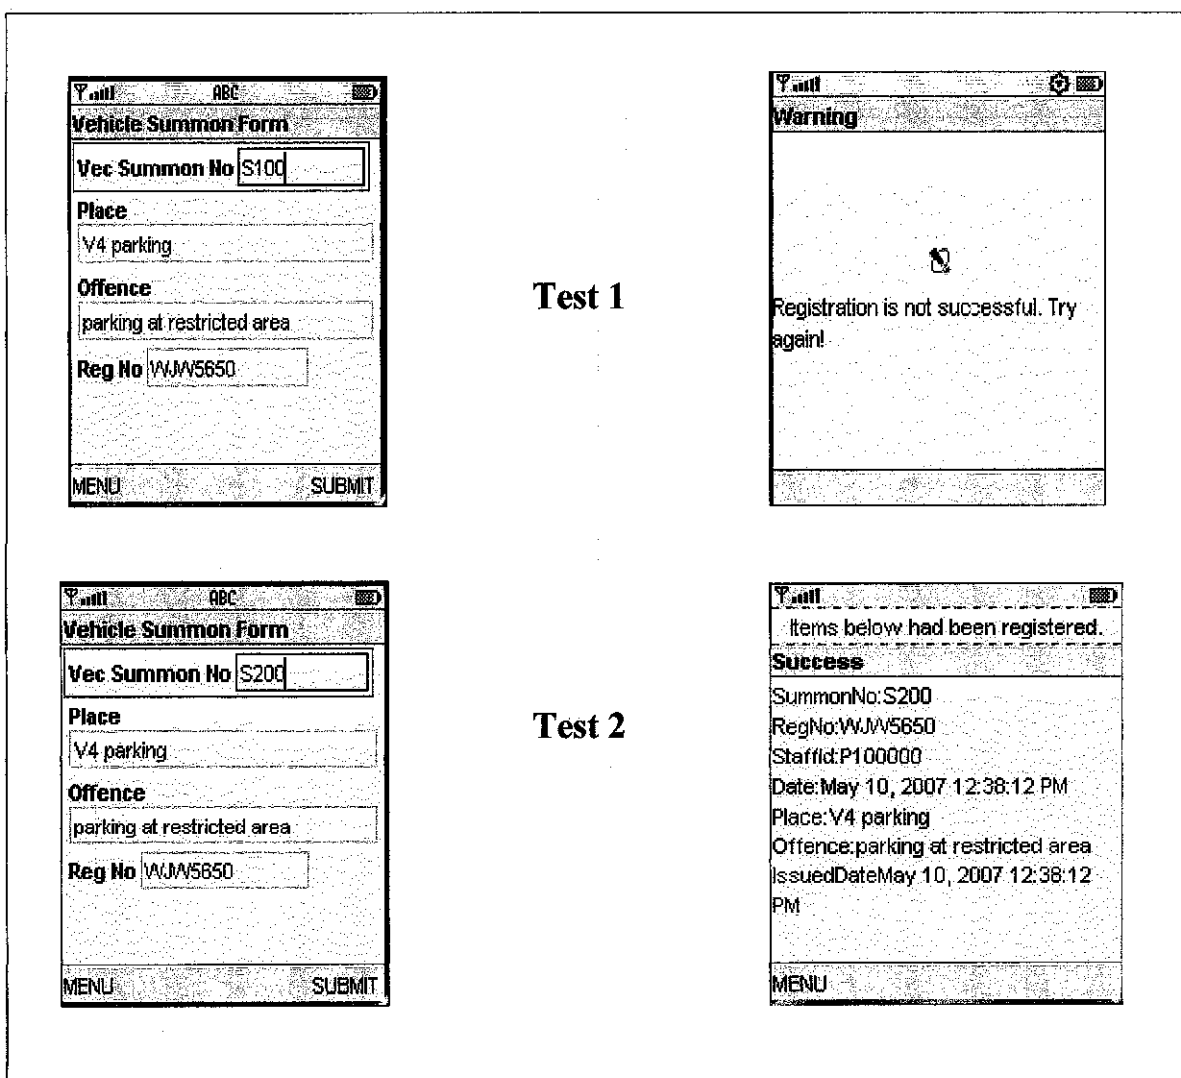 ABC
Vehicle Summon Form
Vec Summon No S100
Place
V4 parking
Offence
parking at restricted area
Reg No WJW5650
MENU SUBMIT
Test 1
Warning
Registration is not successful. Try
again!
ABC
Vehicle Summon Form
Vec Summon No S200
Place
V4 parking
Offence
parking at restricted area
Reg No WJW5650
MENU SUBMIT
Test 2
Items below had been registered.
Success
SummonNo:S200
RegNo:WJW5650
StaffId:P100000
Date:May 10, 2007 12:38:12 PM
Place:V4 parking
Offence:parking at restricted area
IssuedDateMay 10, 2007 12:38:12
PM
MENU